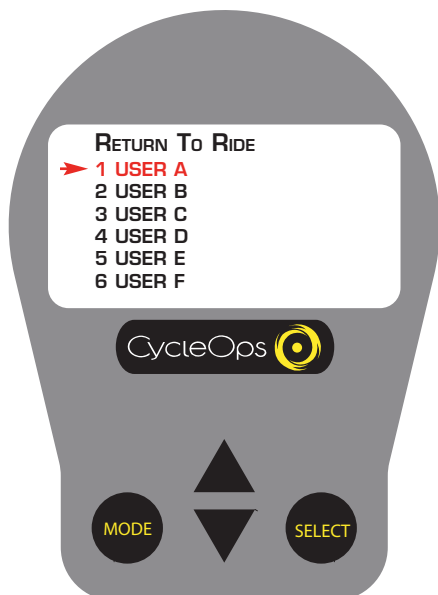 Return To Ride
1 USER A
2 USER B
3 USER C
4 USER D
5 USER E
6 USER F
CycleOps
MODE
SELECT